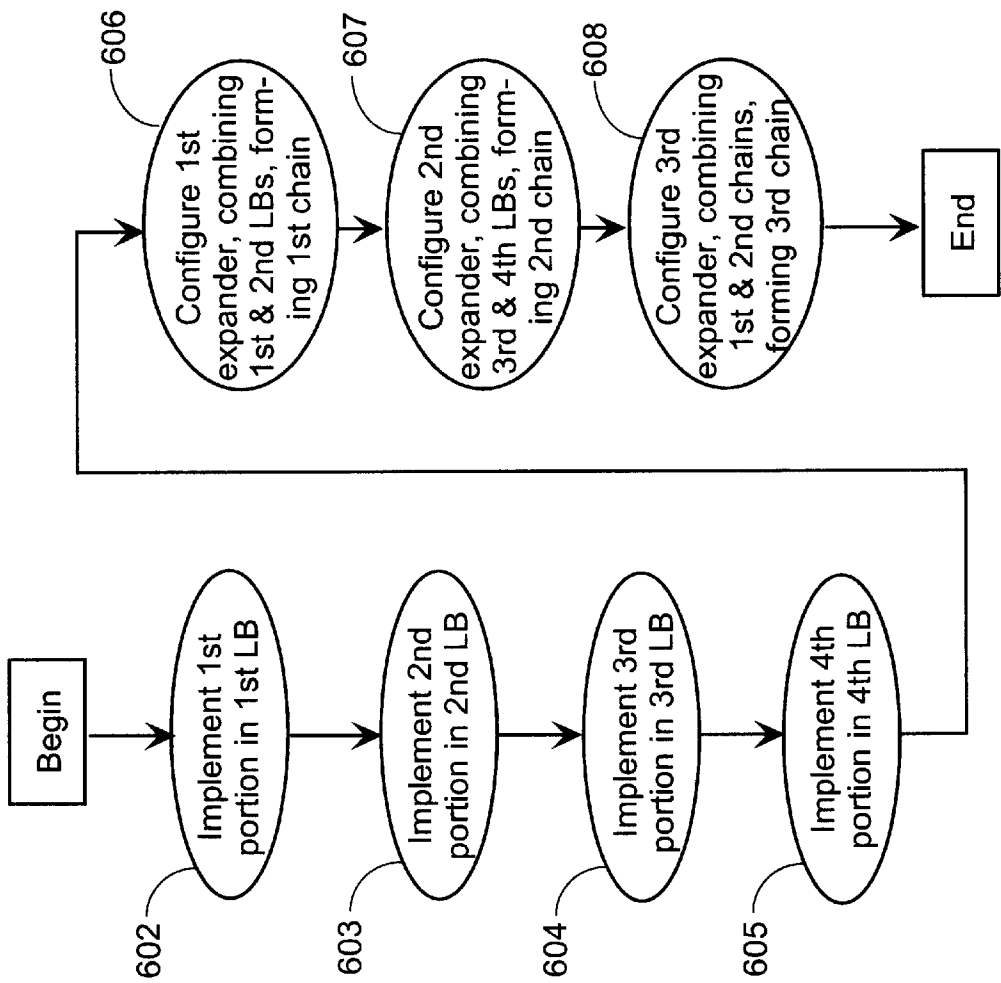 Begin
602
Implement 1st
portion in 1st LB
603
Implement 2nd
portion in 2nd LB
604
Implement 3rd
portion in 3rd LB
605
Implement 4th
portion in 4th LB
606
Configure 1st
expander, combining
1st & 2nd LBs, form-
ing 1st chain
607
Configure 2nd
expander, combining
3rd & 4th LBs, form-
ing 2nd chain
608
Configure 3rd
expander, combining
1st & 2nd chains,
forming 3rd chain
End